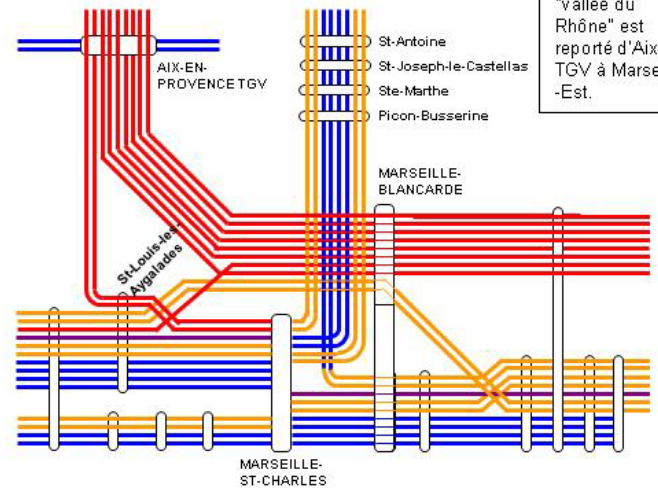 "Vallée du
Rhône" est
reporté d'Aix
TGV à Marse
-Est.
St-Antoine
St-Joseph-le-Castellas
Ste-Marthe
Picon-Busserine
AIX-EN-
PROVENCE TGV
MARSEILLE-
BLANCARDE
St-Louis-les-
Aygalades
MARSEILLE-
ST-CHARLES